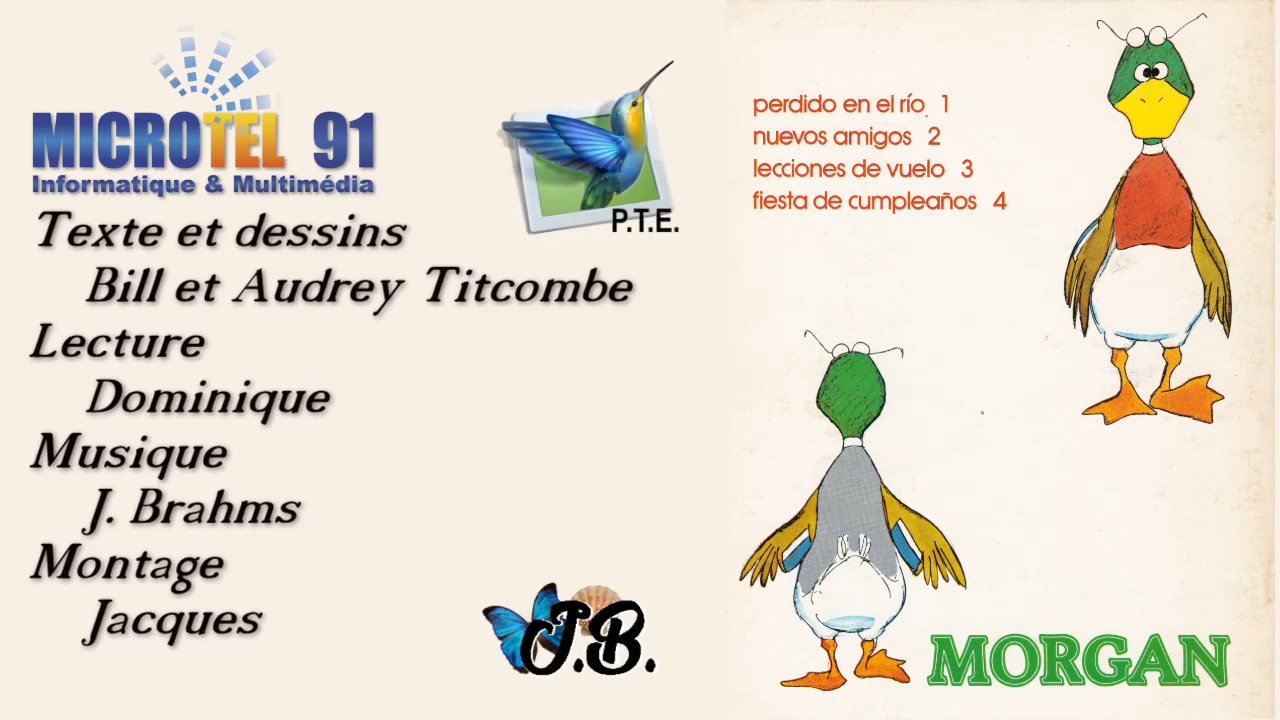 MICROTEL 91
Informatique & Multimédia
P.T.E.
Texte et dessins
Bill et Audrey Titcombe
Lecture
Dominique
Musique
J. Brahms
Montage
Jacques
J.B.
perdido en el río 1
nuevos amigos 2
lecciones de vuelo 3
fiesta de cumpleaños 4
MORGAN